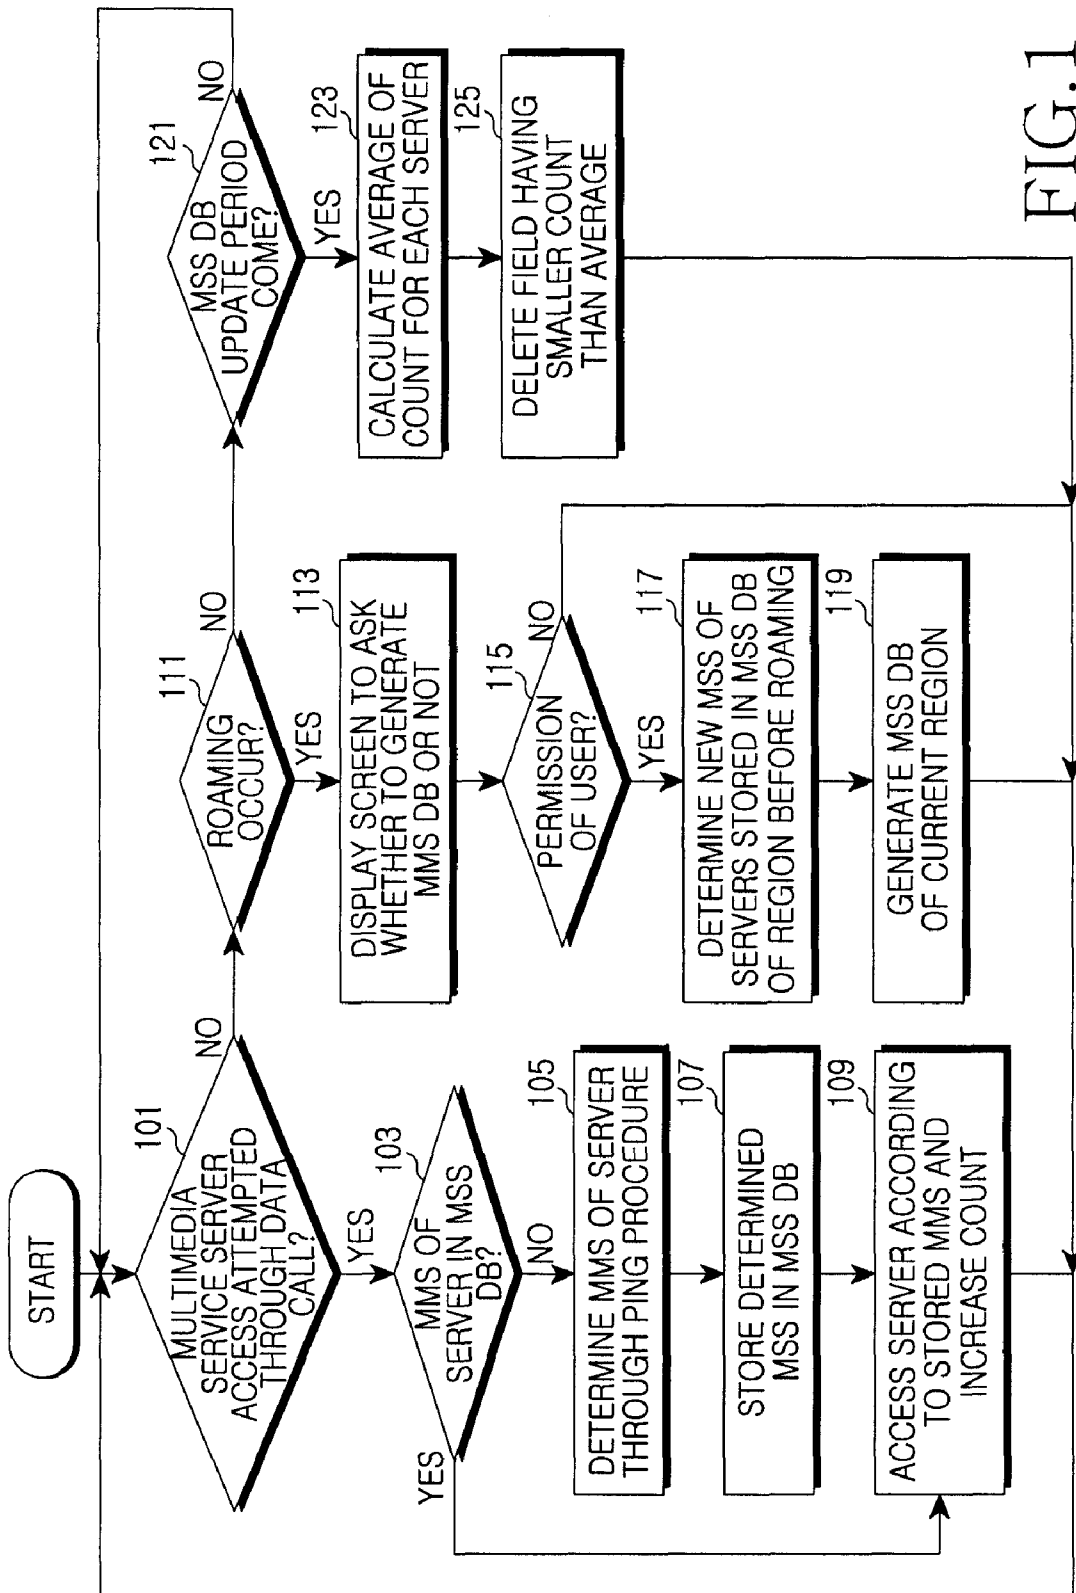 START
101
MULTIMEDIA
SERVICE SERVER
ACCESS ATTEMPTED
THROUGH DATA
CALL?
NO
YES
103
MMS OF
SERVER IN MSS
DB?
YES
NO
105
DETERMINE MMS OF SERVER
THROUGH PING PROCEDURE
107
STORE DETERMINED
MSS IN MSS DB
109
ACCESS SERVER ACCORDING
TO STORED MMS AND
INCREASE COUNT
111
ROAMING
OCCUR?
NO
YES
113
DISPLAY SCREEN TO ASK
WHETHER TO GENERATE
MMS DB OR NOT
115
PERMISSION
OF USER?
NO
YES
117
DETERMINE NEW MSS OF
SERVERS STORED IN MSS DB
OF REGION BEFORE ROAMING
119
GENERATE MSS DB
OF CURRENT REGION
121
MSS DB
UPDATE PERIOD
COME?
NO
YES
123
CALCULATE AVERAGE OF
COUNT FOR EACH SERVER
125
DELETE FIELD HAVING
SMALLER COUNT
THAN AVERAGE
FIG.1